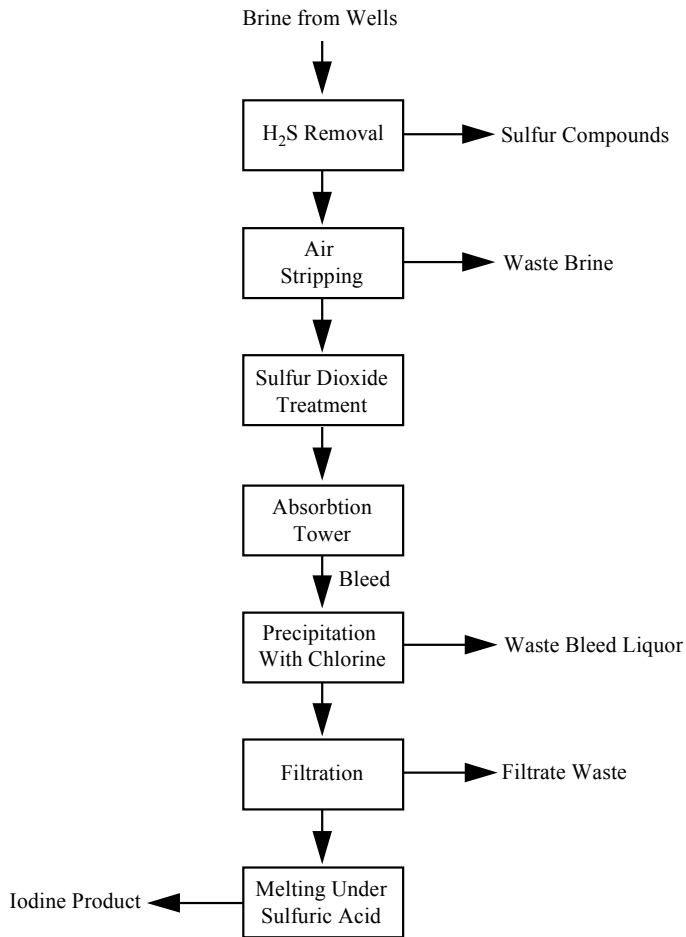 Brine from Wells
H₂S Removal
Sulfur Compounds
Air
Stripping
Waste Brine
Sulfur Dioxide
Treatment
Absorbtion
Tower
Bleed
Precipitation
With Chlorine
Waste Bleed Liquor
Filtration
Filtrate Waste
Melting Under
Sulfuric Acid
Iodine Product